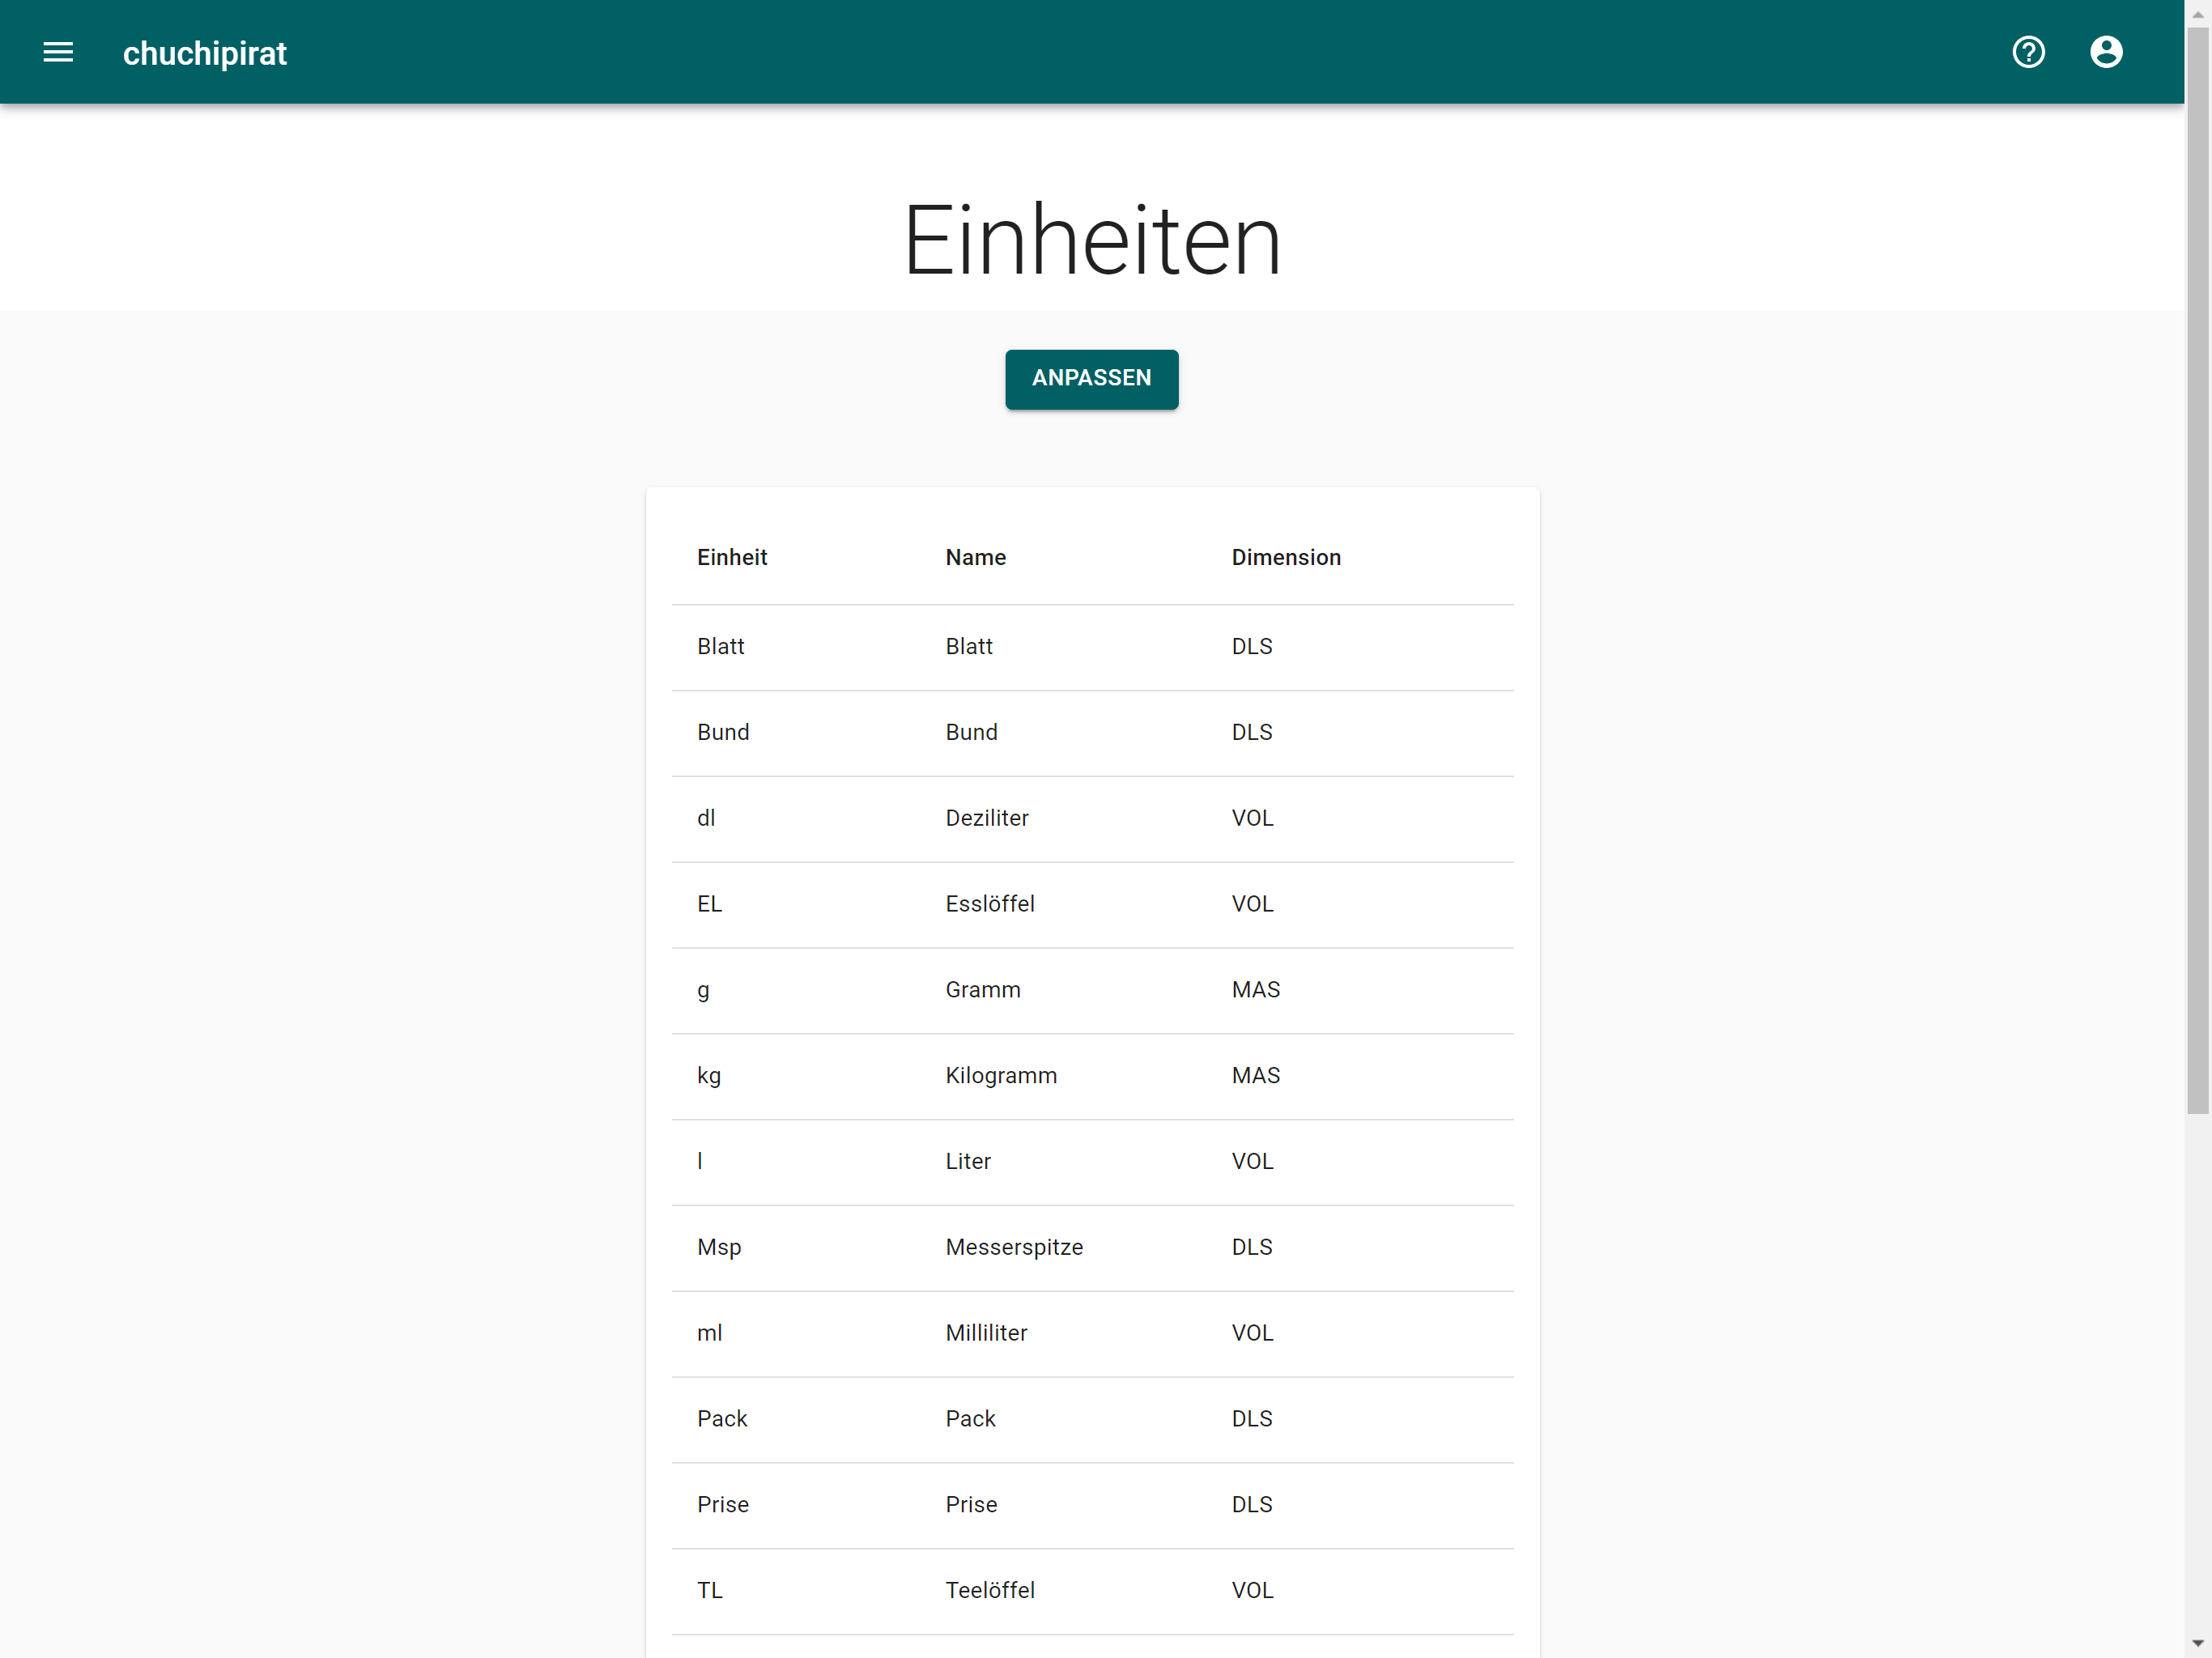 chuchipirat
Einheiten
ANPASSEN
Einheit Name Dimension
Blatt Blatt DLS
Bund Bund DLS
dl Deziliter VOL
EL Esslöffel VOL
g Gramm MAS
kg Kilogramm MAS
l Liter VOL
Msp Messerspitze DLS
ml Milliliter VOL
Pack Pack DLS
Prise Prise DLS
TL Teelöffel VOL